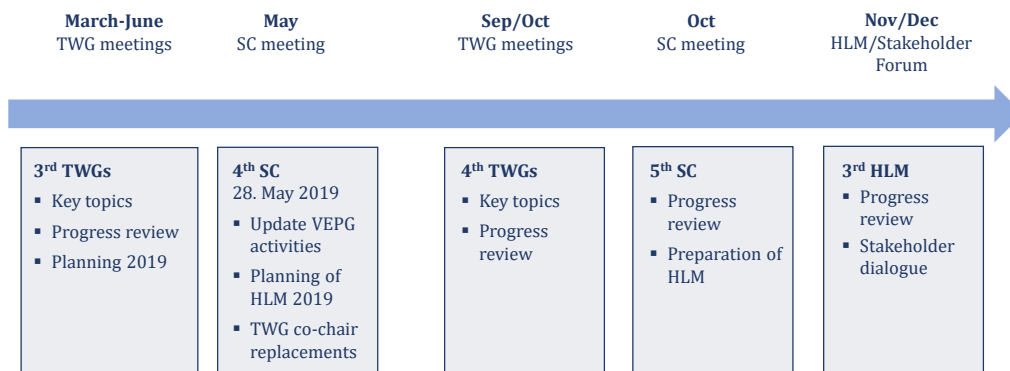 March-June
TWG meetings
May
SC meeting
Sep/Oct
TWG meetings
Oct
SC meeting
Nov/Dec
HLM/Stakeholder
Forum
3rd TWGs
▪ Key topics
▪ Progress review
▪ Planning 2019
4th SC
28. May 2019
▪ Update VEPG
activities
▪ Planning of
HLM 2019
▪ TWG co-chair
replacements
4th TWGs
▪ Key topics
▪ Progress
review
5th SC
▪ Progress
review
▪ Preparation of
HLM
3rd HLM
▪ Progress
review
▪ Stakeholder
dialogue